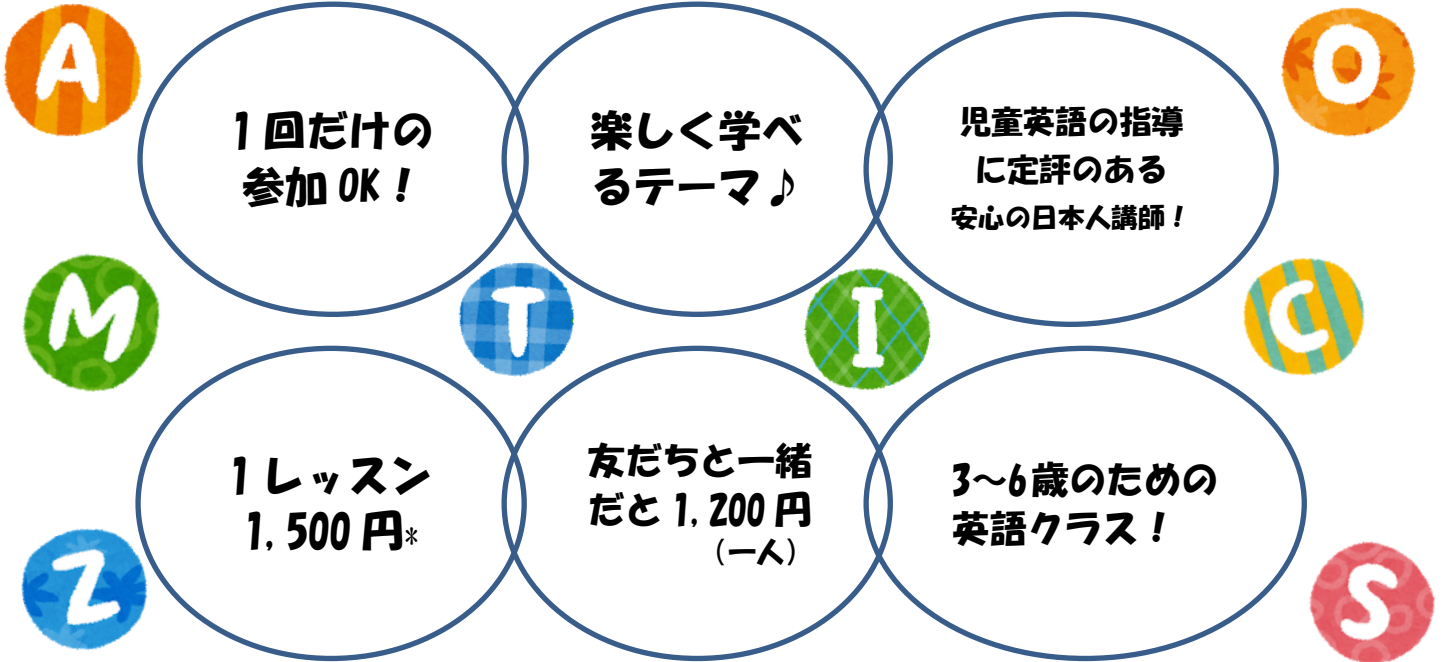 A
O
1回だけの
参加OK!
楽しく学べ
るテーマ♪
児童英語の指導
に定評のある
安心の日本人講師!
M
T
I
C
1レッスン
1,500円*
友だちと一緒
だと1,200円
(一人)
3〜6歳のための
英語クラス!
Z
S